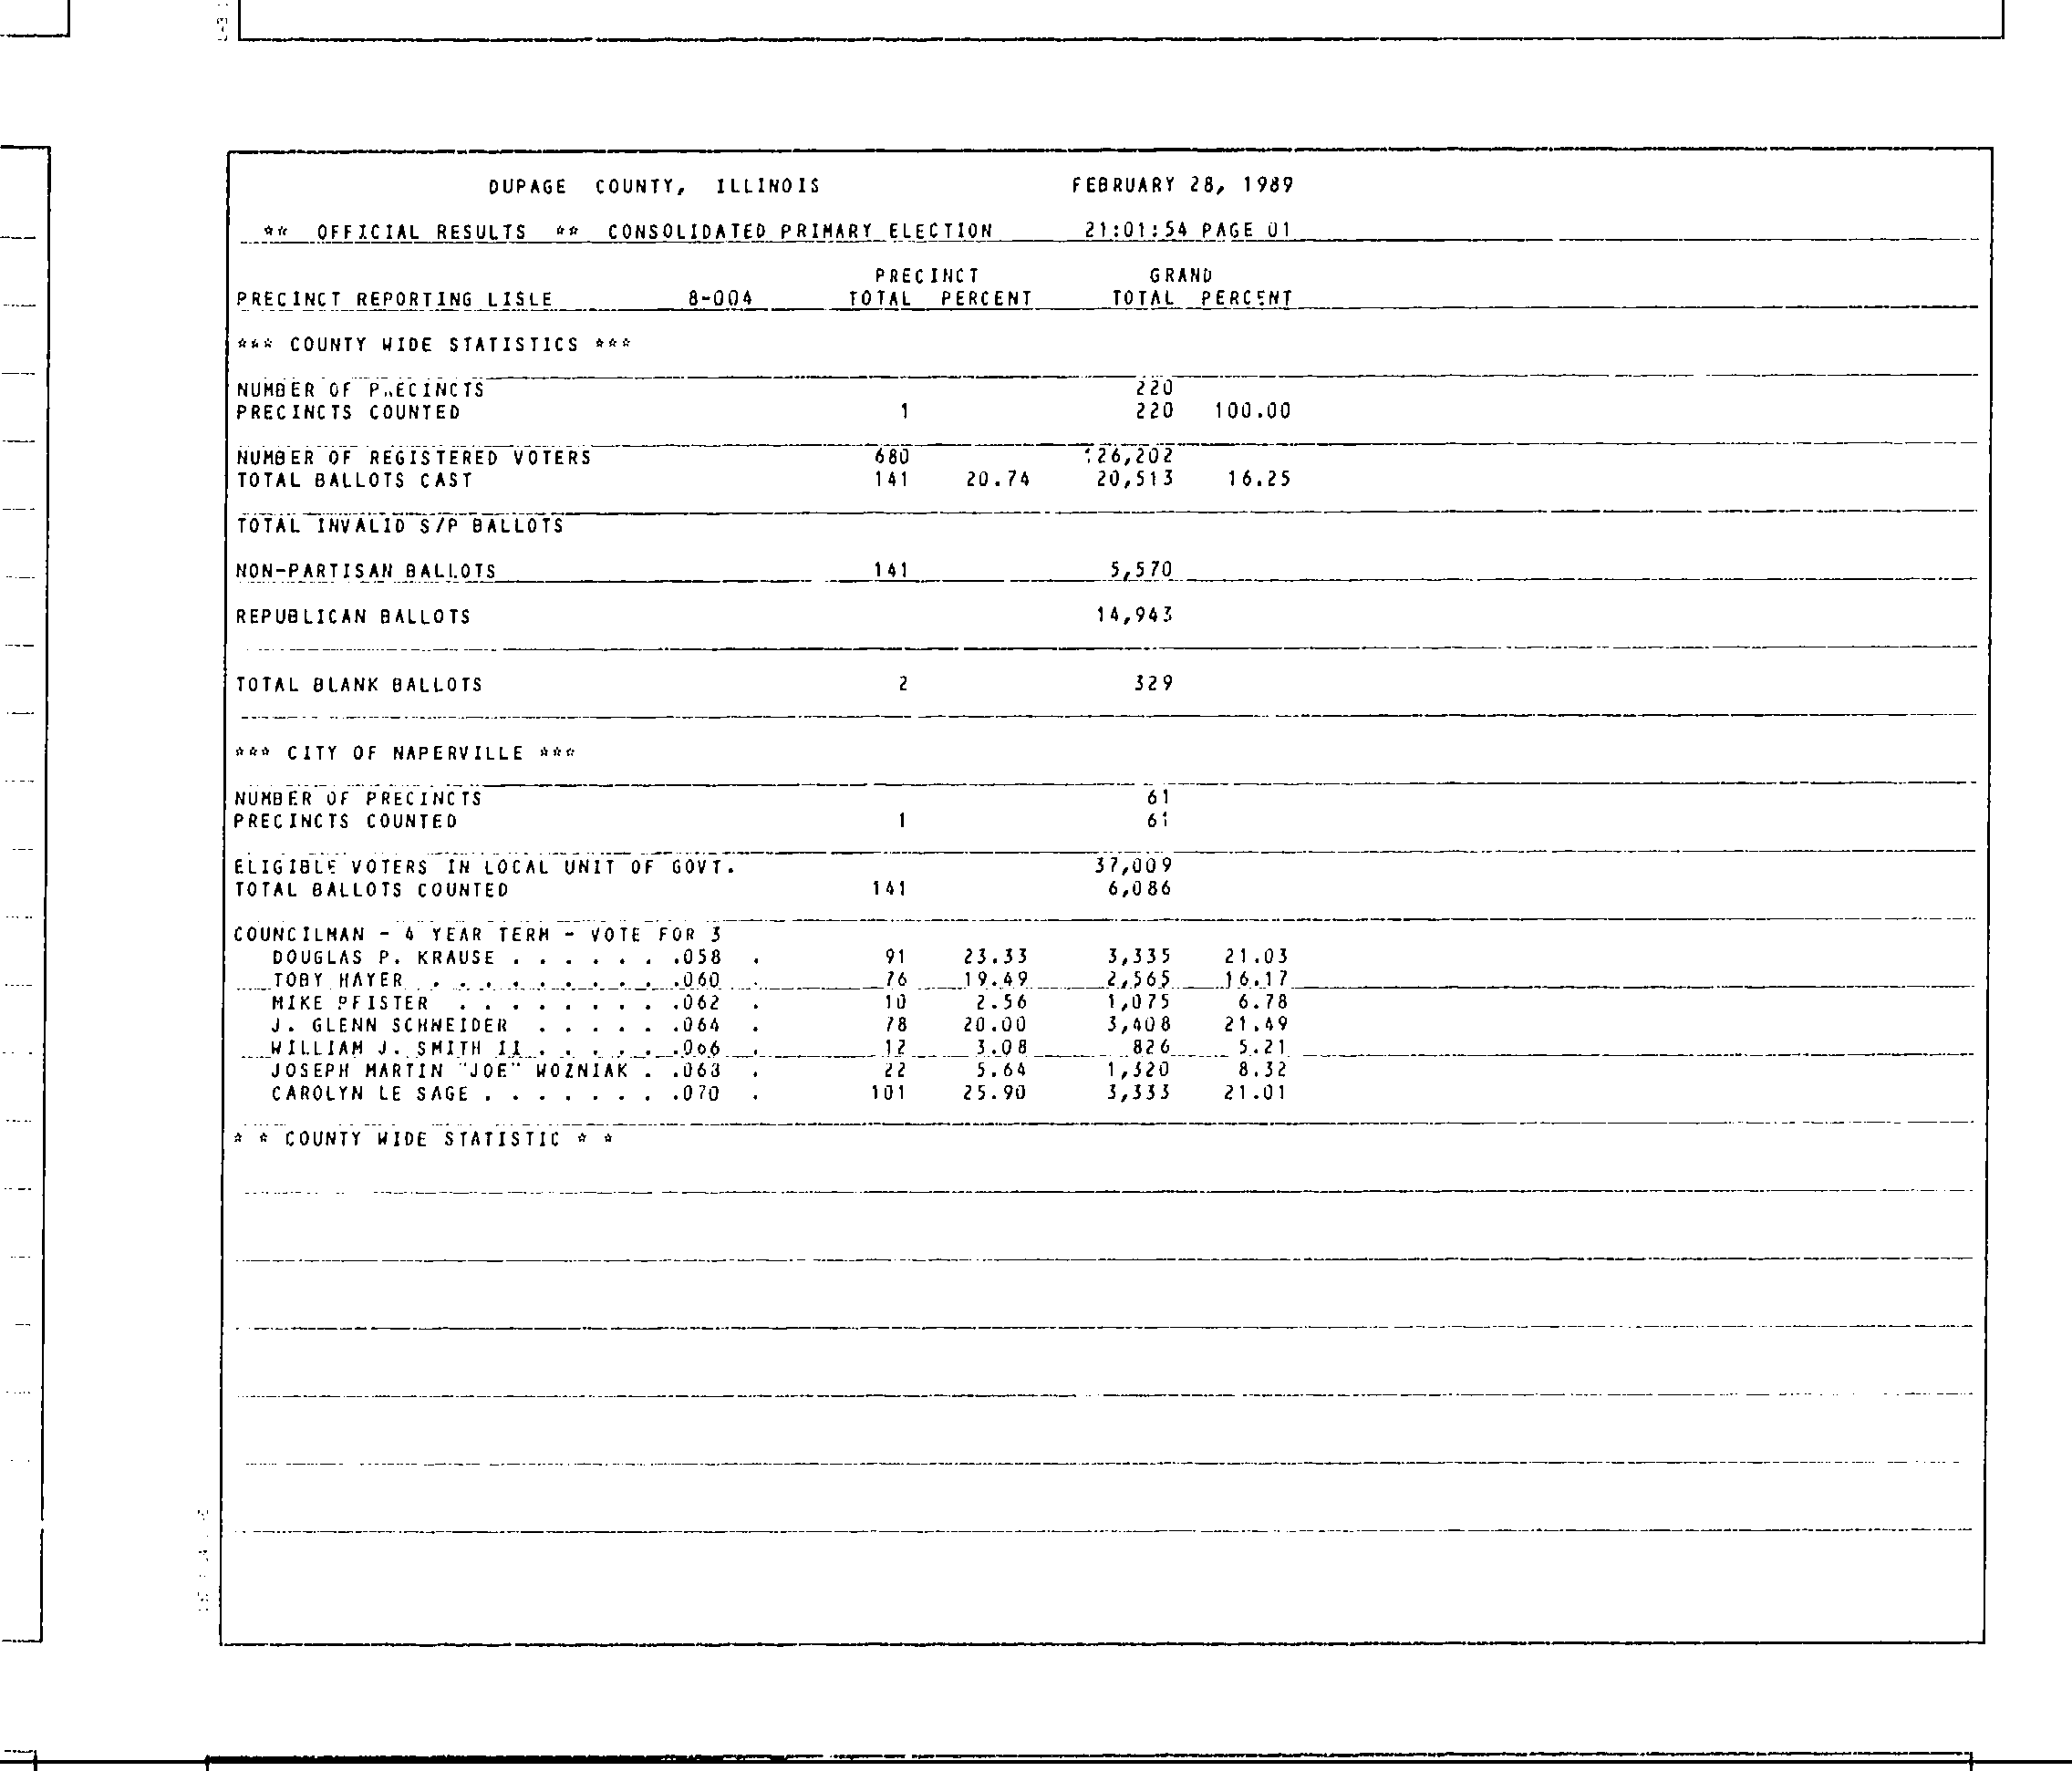 DUPAGE COUNTY, ILLINOIS FEBRUARY 28, 1989
** OFFICIAL RESULTS ** CONSOLIDATED PRIMARY ELECTION 21:01:54 PAGE 01
PRECINCT GRAND
PRECINCT REPORTING LISLE 8-004 TOTAL PERCENT TOTAL PERCENT
*** COUNTY WIDE STATISTICS ***
NUMBER OF PRECINCTS 220
PRECINCTS COUNTED 1 220 100.00
NUMBER OF REGISTERED VOTERS 680 126,202
TOTAL BALLOTS CAST 141 20.74 20,513 16.25
TOTAL INVALID S/P BALLOTS
NON-PARTISAN BALLOTS 141 5,570
REPUBLICAN BALLOTS 14,943
TOTAL BLANK BALLOTS 2 329
*** CITY OF NAPERVILLE ***
NUMBER OF PRECINCTS 61
PRECINCTS COUNTED 1 61
ELIGIBLE VOTERS IN LOCAL UNIT OF GOVT. 37,009
TOTAL BALLOTS COUNTED 141 6,086
COUNCILMAN - 4 YEAR TERM - VOTE FOR 3
DOUGLAS P. KRAUSE . . . . . . .058 . 91 23.33 3,335 21.03
TOBY HAYER . . . . . . . . . .060 . 76 19.49 2,565 16.17
MIKE PFISTER . . . . . . . . .062 . 10 2.56 1,075 6.78
J. GLENN SCHNEIDER . . . . . .064 . 78 20.00 3,408 21.49
WILLIAM J. SMITH II . . . . . .066 . 12 3.08 826 5.21
JOSEPH MARTIN "JOE" WOZNIAK . .068 . 22 5.64 1,320 8.32
CAROLYN LE SAGE . . . . . . . .070 . 101 25.90 3,333 21.01
* * COUNTY WIDE STATISTIC * *